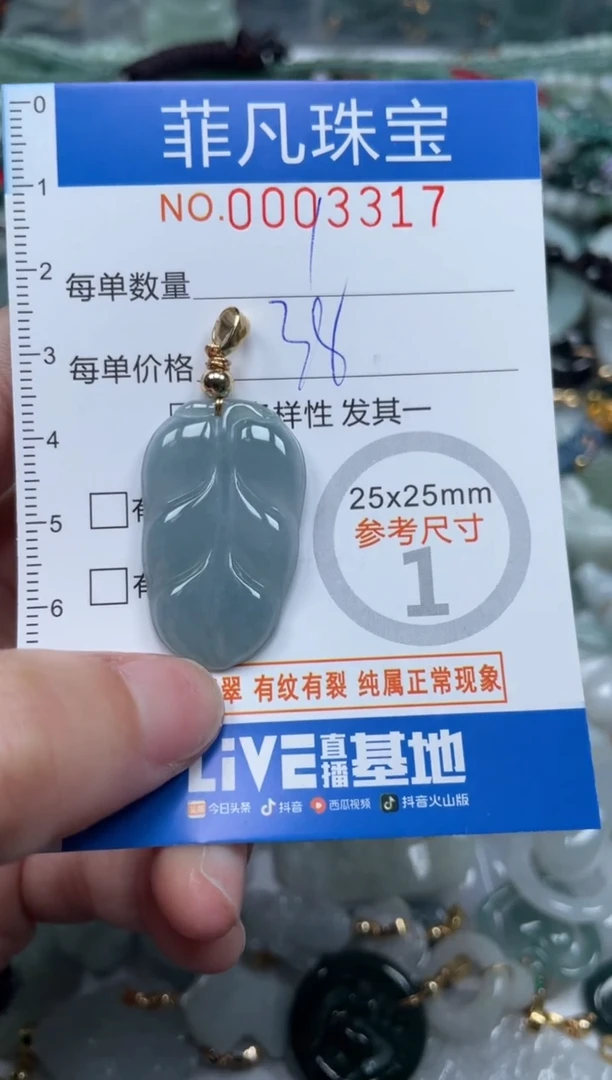 菲凡珠宝
NO.0003317
每单数量 1
每单价格 38
样性 发其一
有
有
25x25mm
参考尺寸
1
翠 有纹有裂 纯属正常现象
LiVE直播基地
今日头条 抖音 西瓜视频 抖音火山版
0
1
2
3
4
5
6